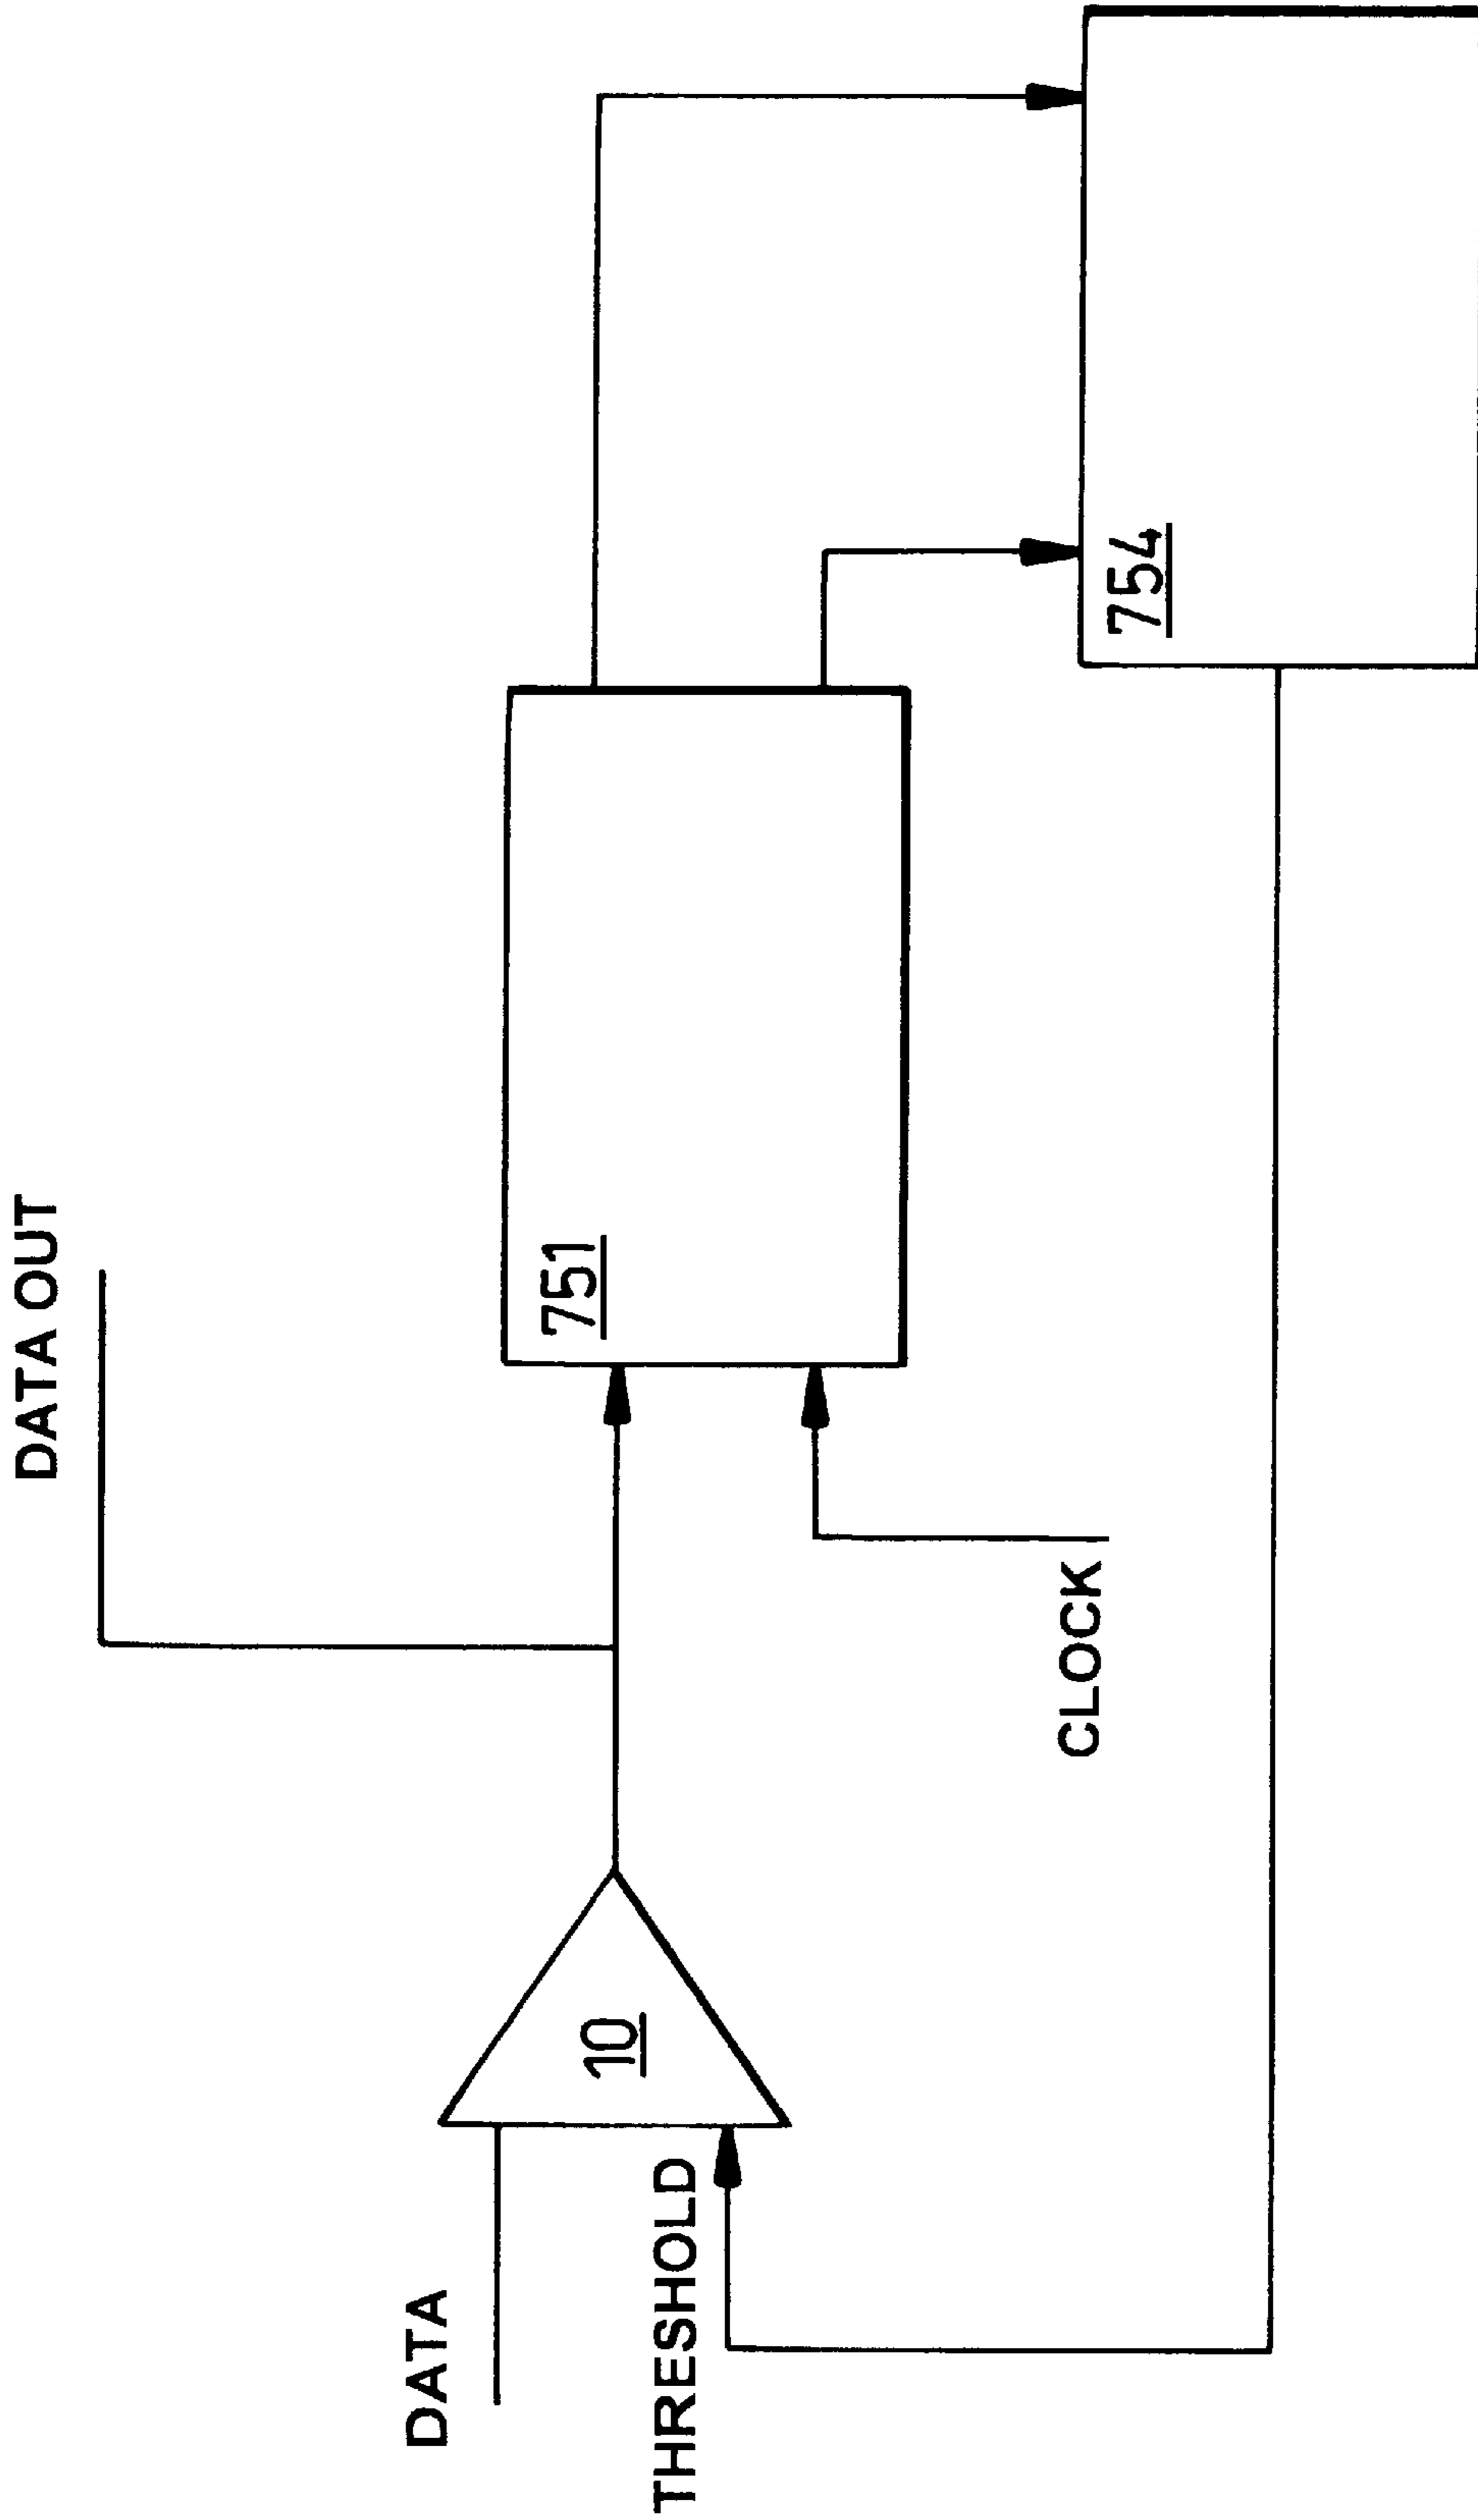 DATA OUT
DATA
10
THRESHOLD
751
CLOCK
754